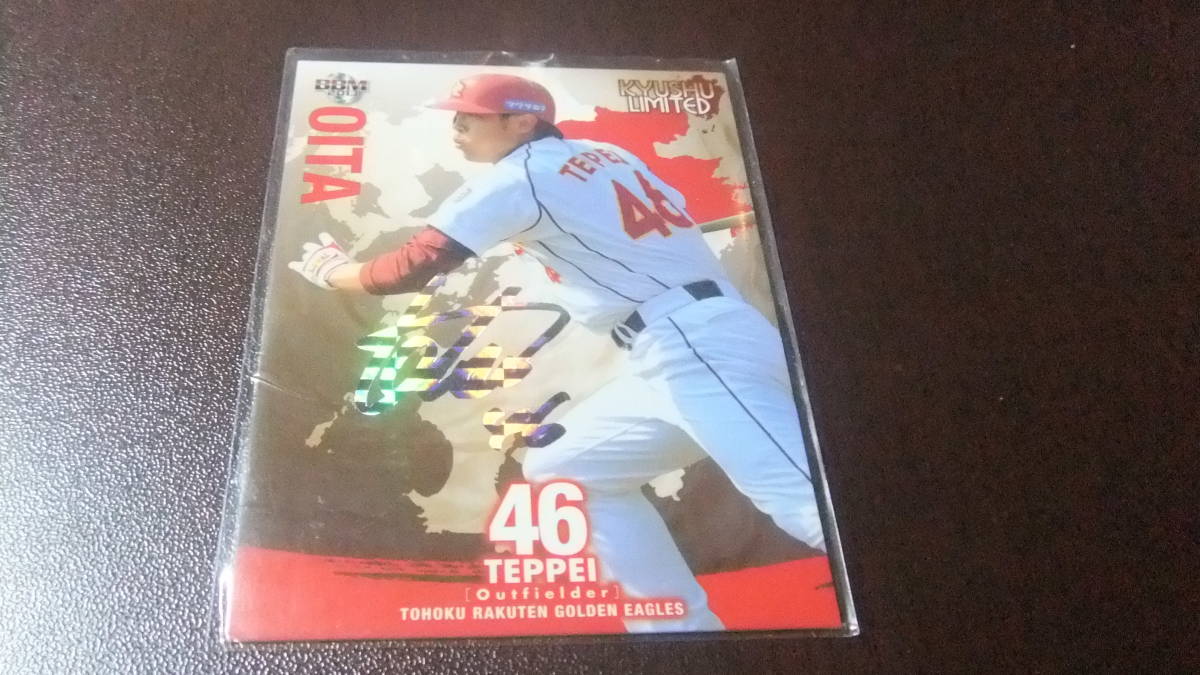 BBM
KYUSHU
LIMITED
OITA
TEPPEI
46
46
TEPPEI
[Outfielder]
TOHOKU RAKUTEN GOLDEN EAGLES